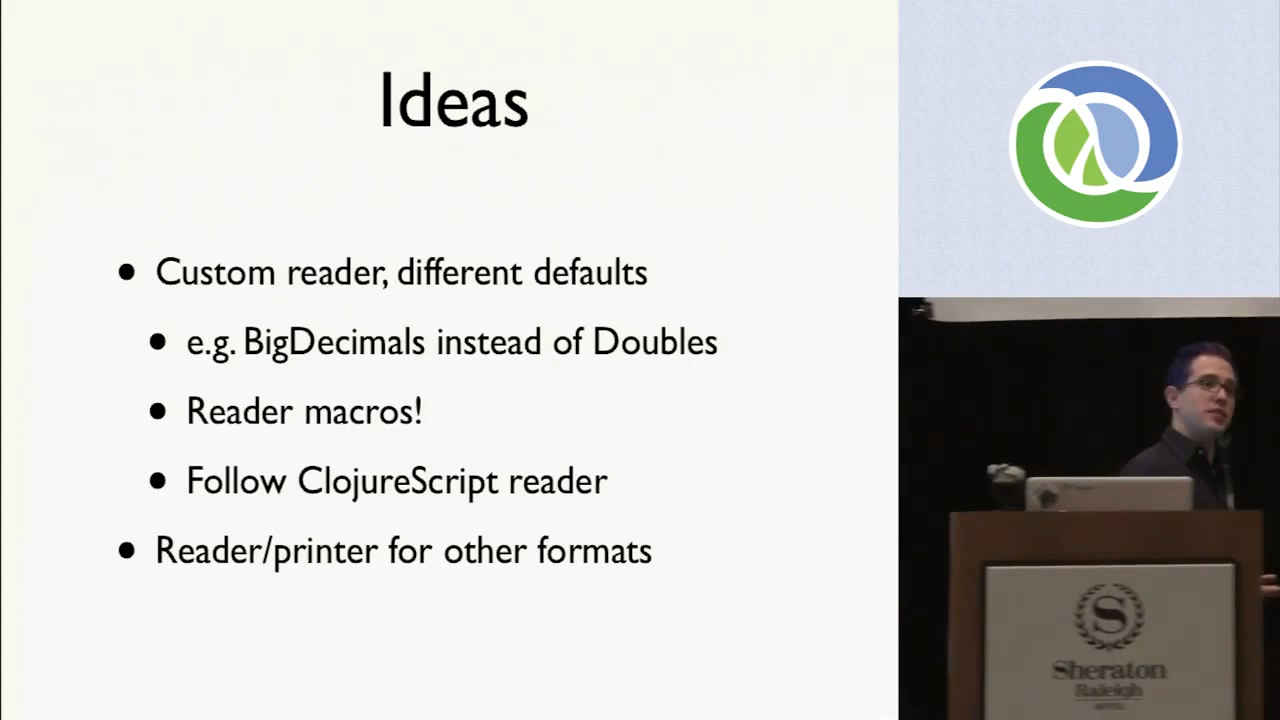 Ideas
• Custom reader, different defaults
• e.g. BigDecimals instead of Doubles
• Reader macros!
• Follow ClojureScript reader
• Reader/printer for other formats
S
Sheraton
Raleigh
HOTEL